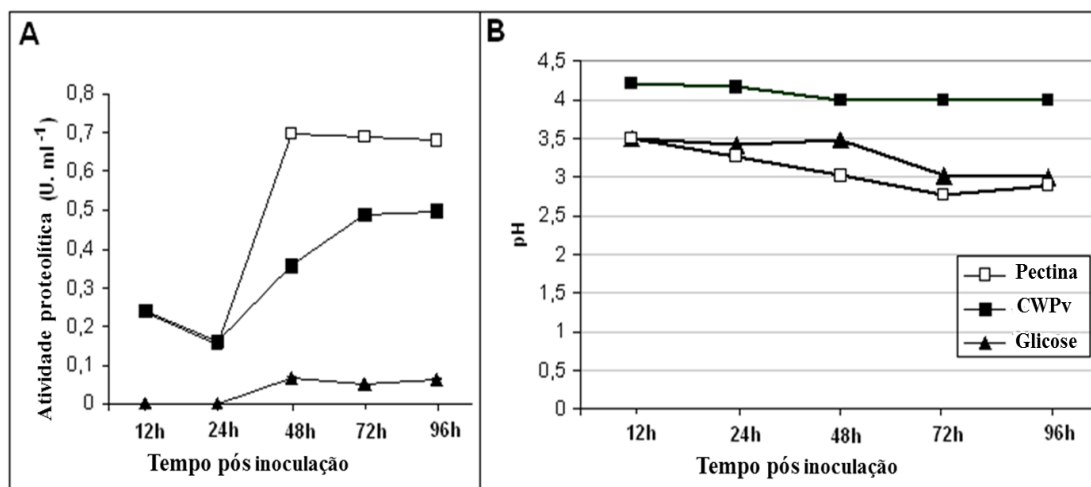 A
Atividade proteolítica (U. ml⁻¹)
0,8
0,7
0,6
0,5
0,4
0,3
0,2
0,1
0
12h 24h 48h 72h 96h
Tempo pós inoculação
B
pH
4,5
4
3,5
3
2,5
2
1,5
1
0,5
0
12h 24h 48h 72h 96h
Tempo pós inoculação
Pectina
CWPv
Glicose